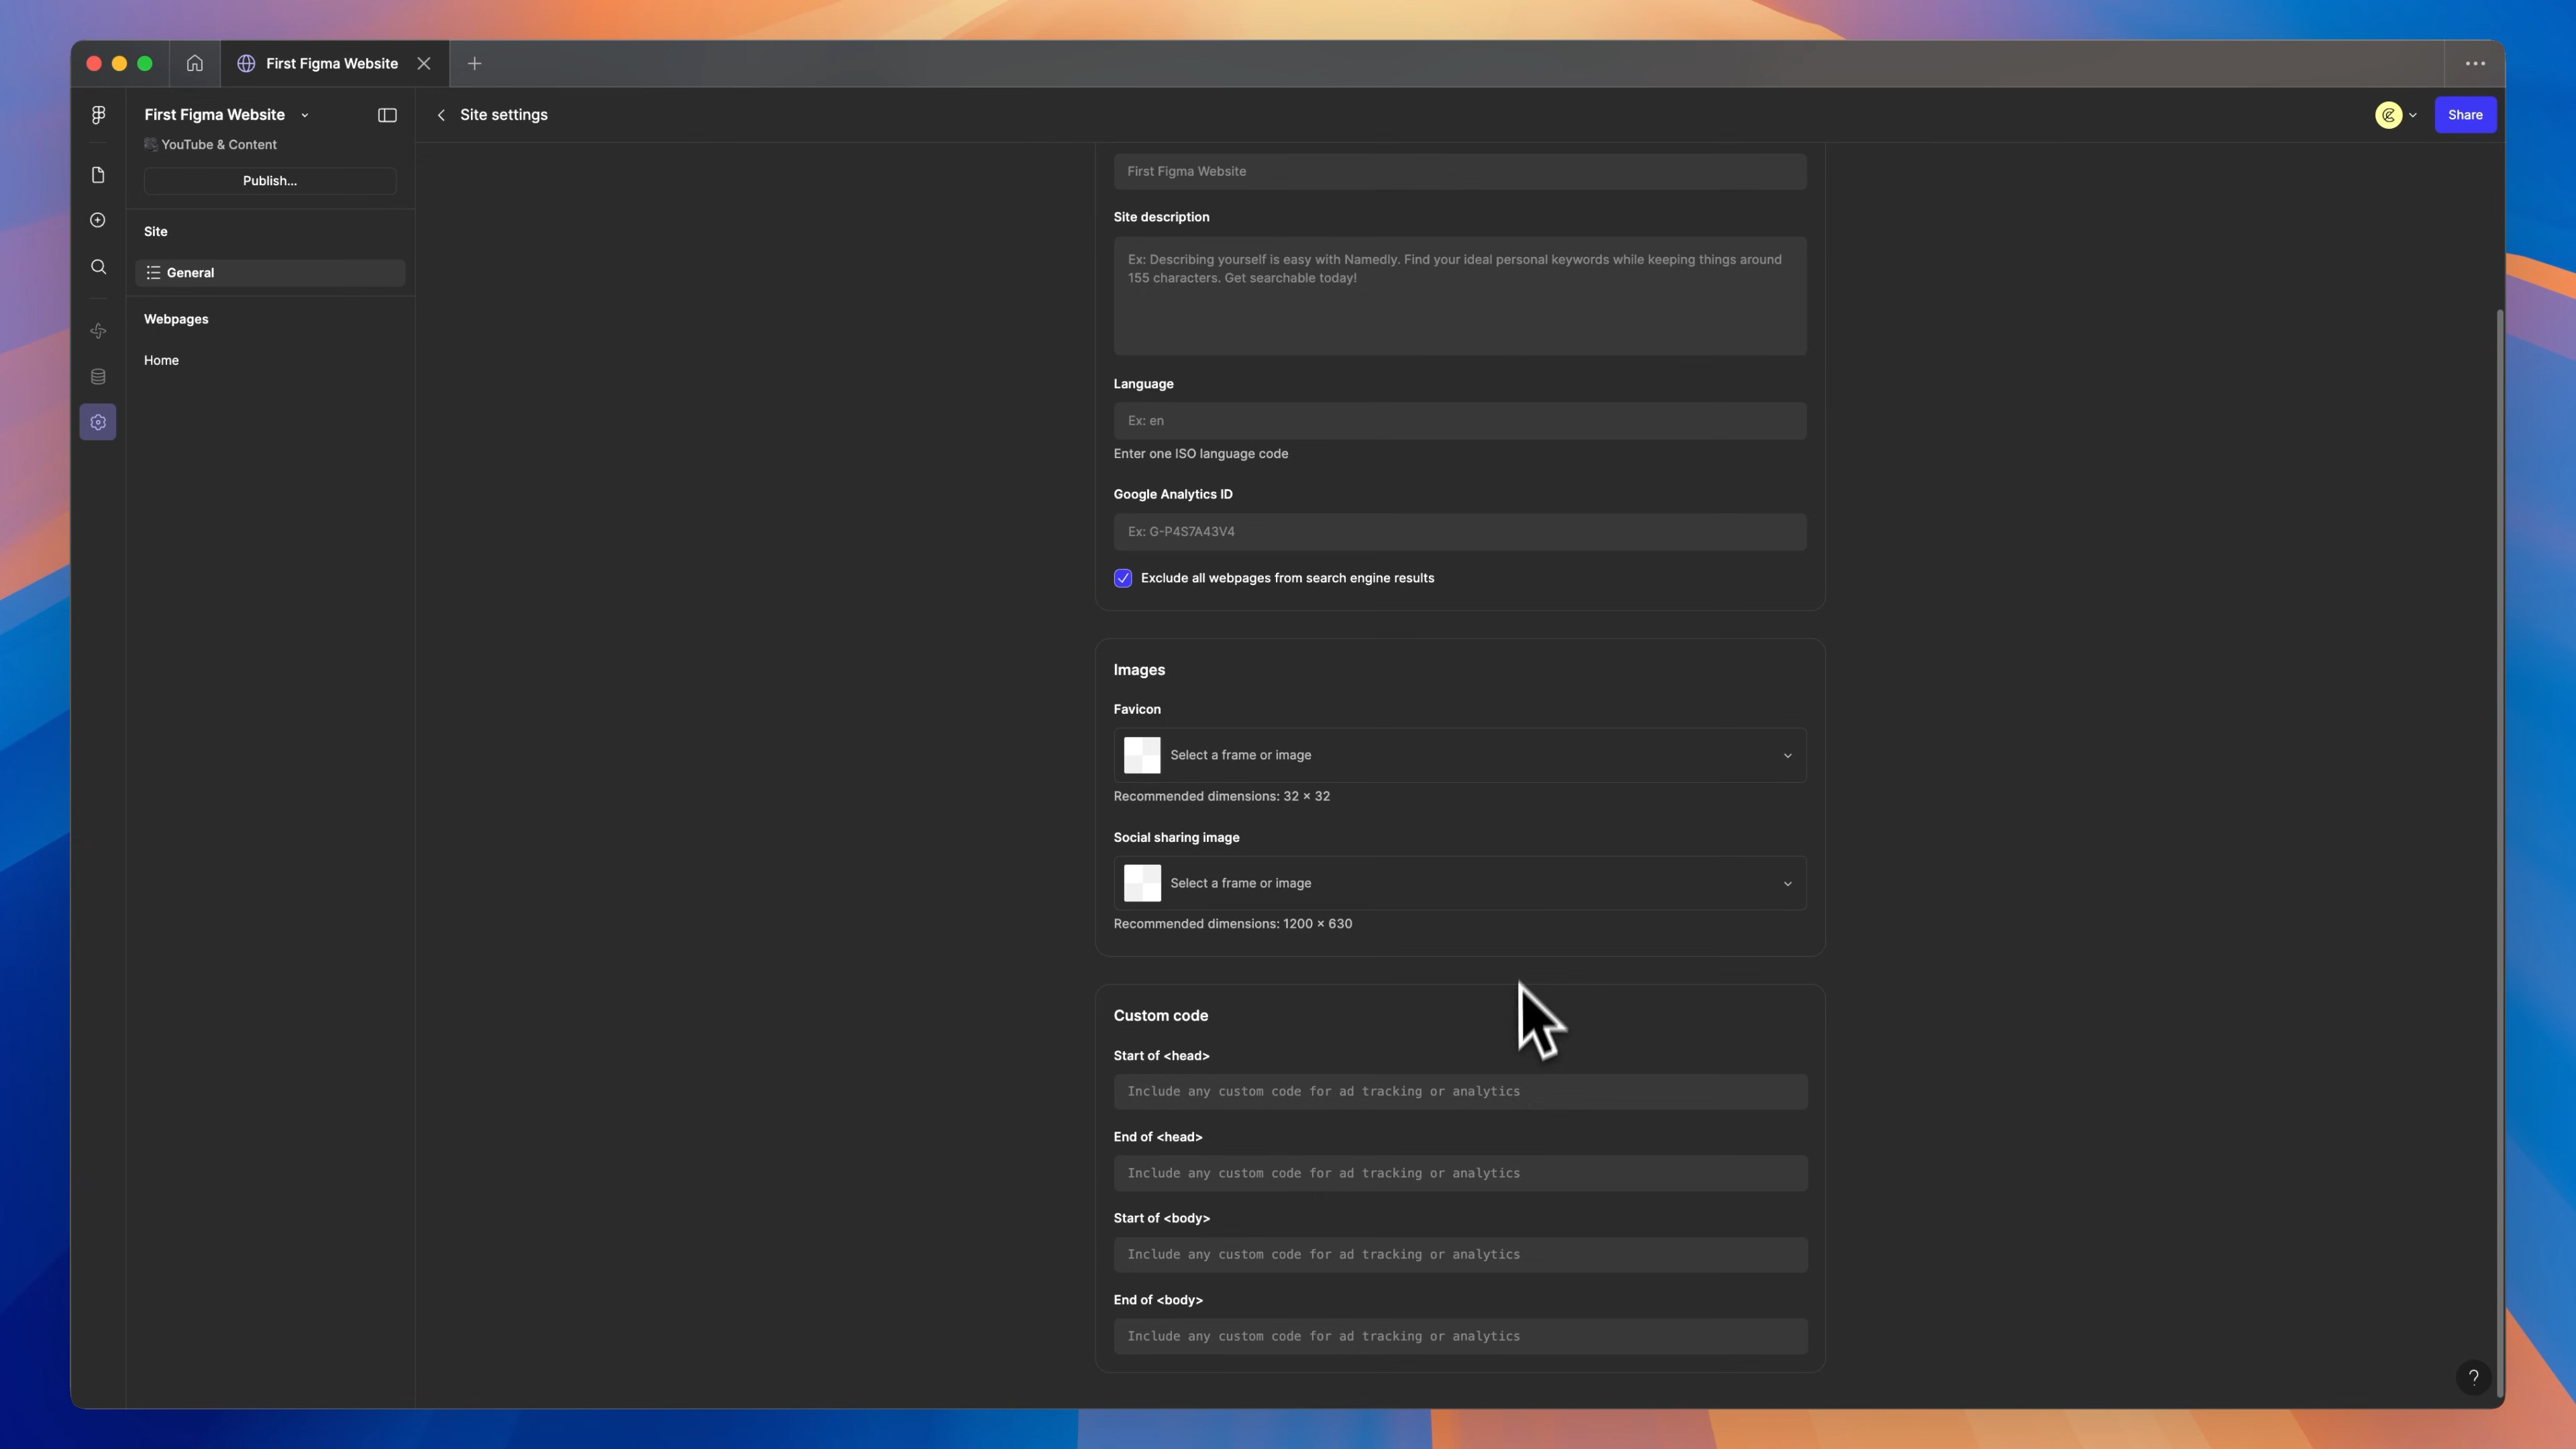 First Figma Website
First Figma Website
YouTube & Content
Publish...
Site
General
Webpages
Home
Site settings
Share
First Figma Website
Site description
Ex: Describing yourself is easy with Namedly. Find your ideal personal keywords while keeping things around
155 characters. Get searchable today!
Language
Ex: en
Enter one ISO language code
Google Analytics ID
Ex: G-P4S7A43V4
Exclude all webpages from search engine results
Images
Favicon
Select a frame or image
Recommended dimensions: 32 × 32
Social sharing image
Select a frame or image
Recommended dimensions: 1200 × 630
Custom code
Start of <head>
Include any custom code for ad tracking or analytics
End of <head>
Include any custom code for ad tracking or analytics
Start of <body>
Include any custom code for ad tracking or analytics
End of <body>
Include any custom code for ad tracking or analytics
?